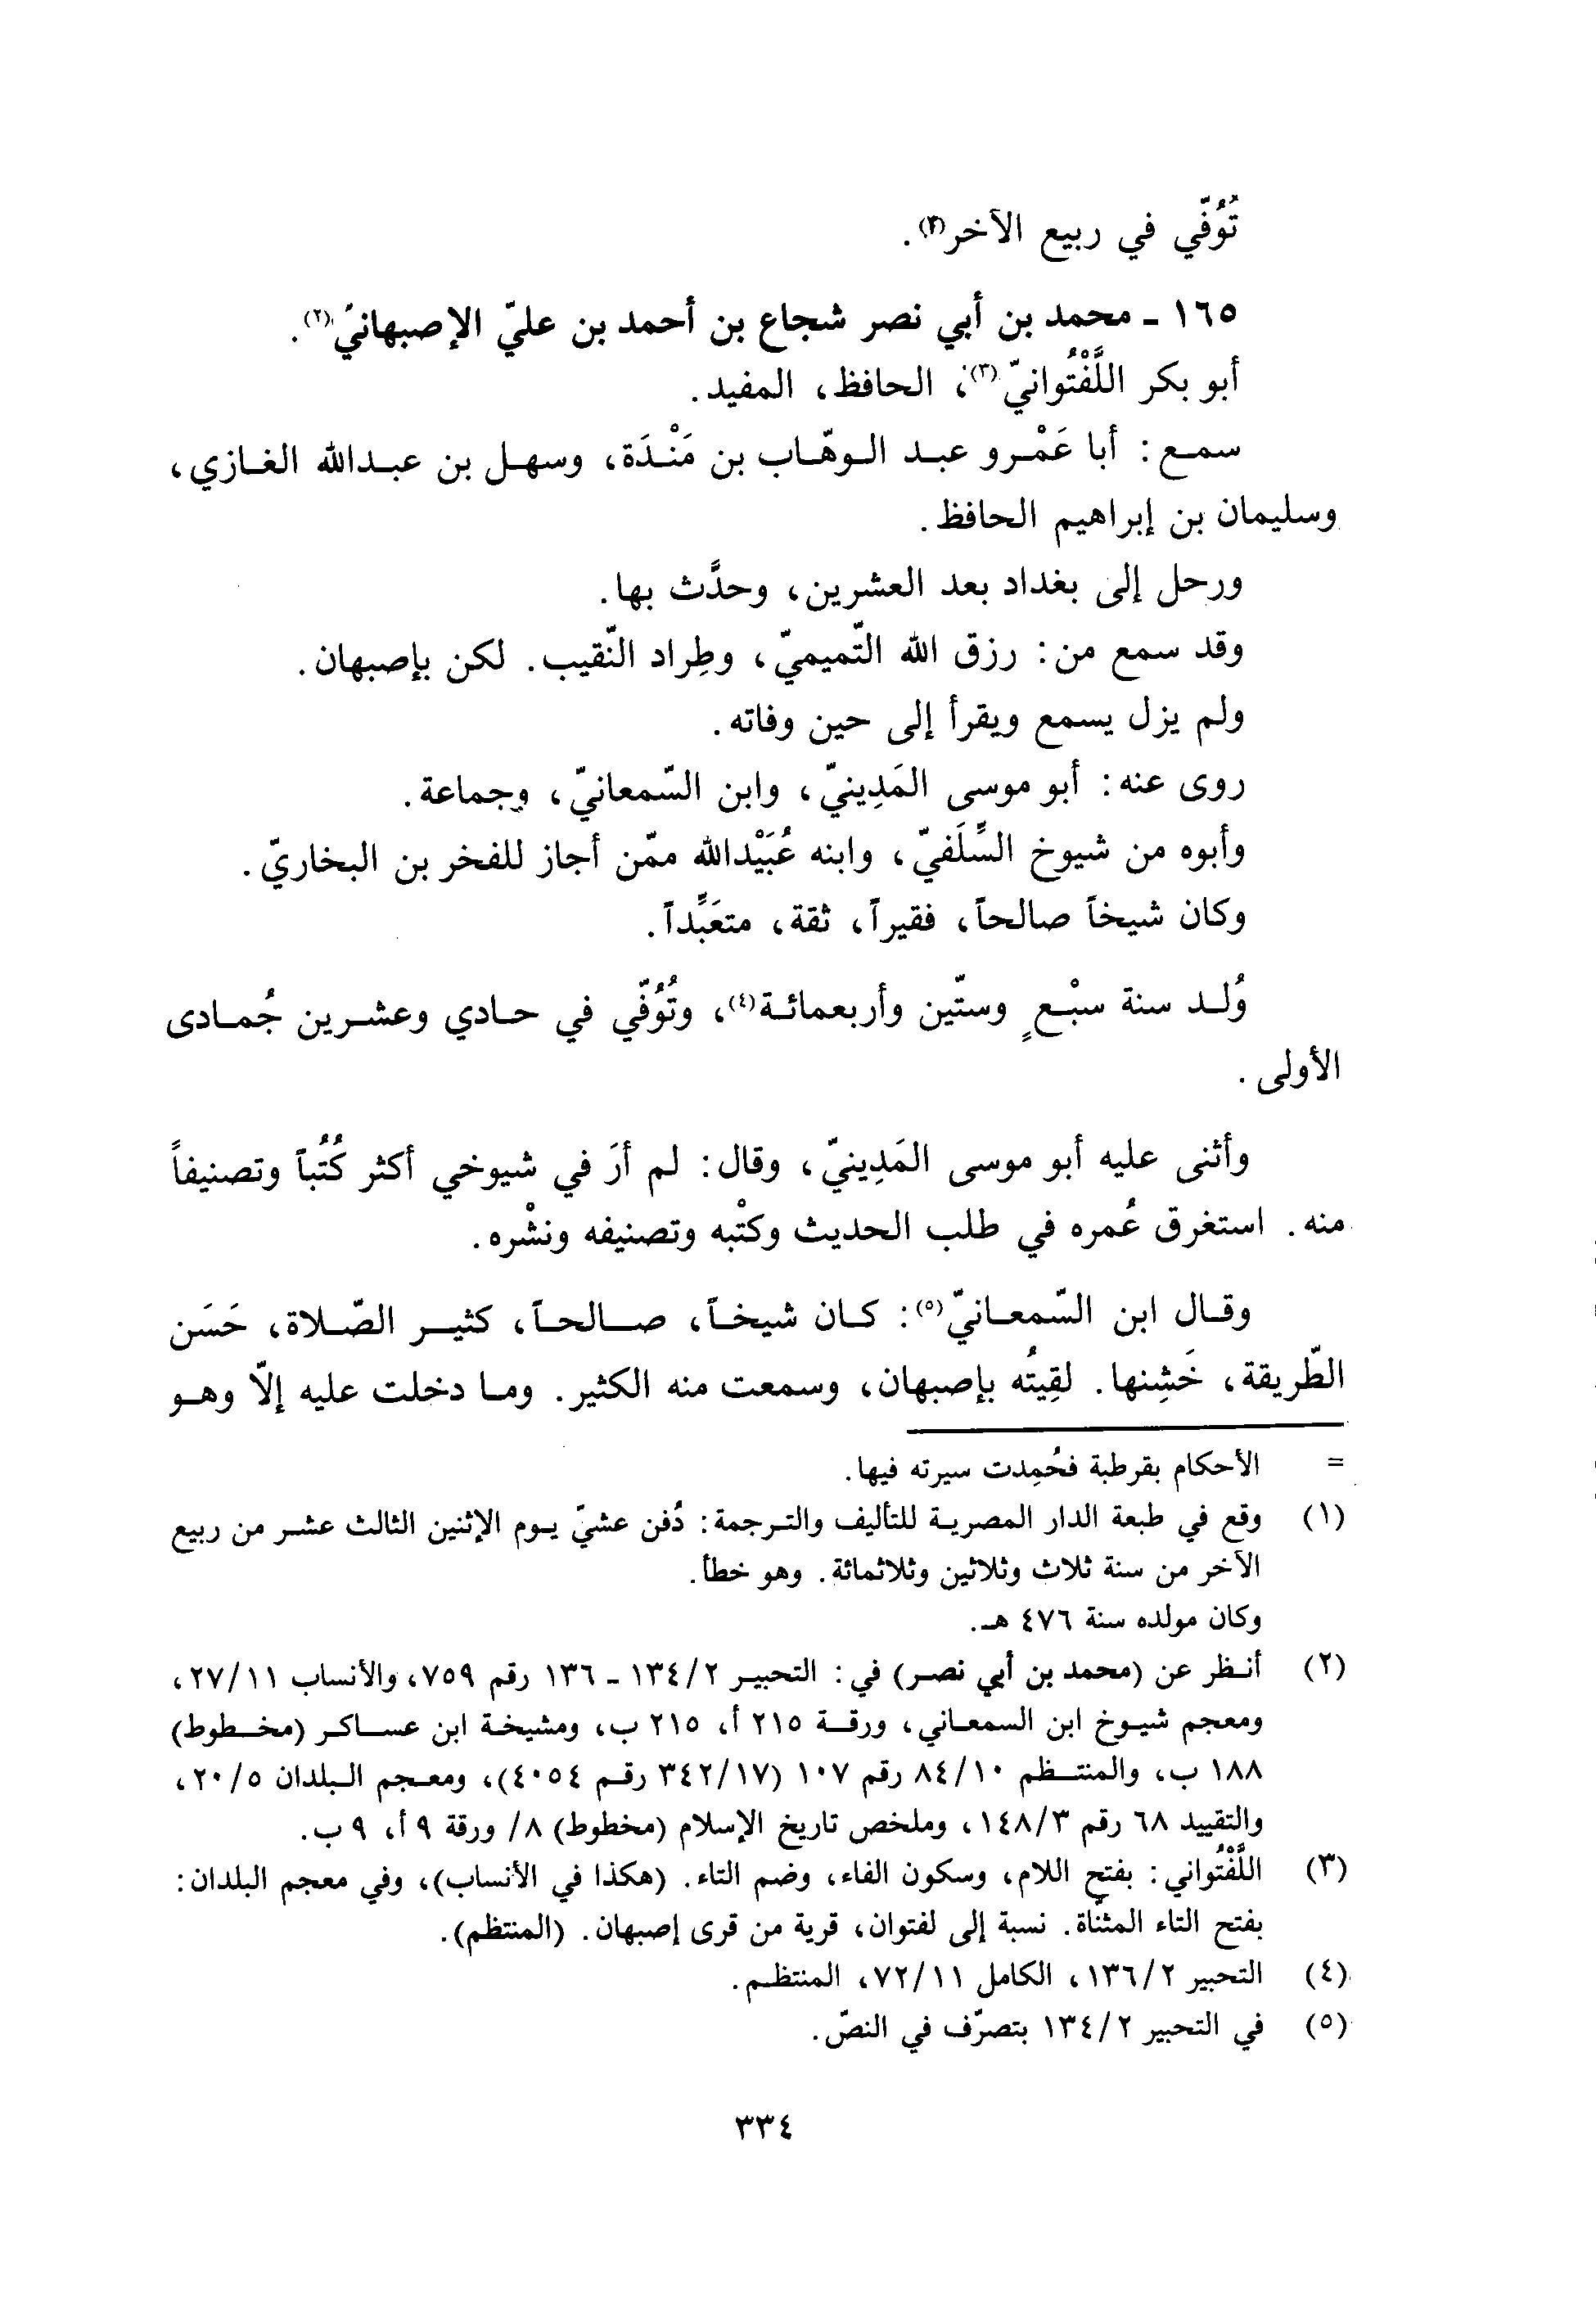 تُوُفّي في ربيع الآخر(٣).
١٦٥ ـ محمد بن أبي نصر شجاع بن أحمد بن عليّ الإصبهانيّ(٢).
أبو بكر اللَّفْتُوانيّ(٣)، الحافظ، المفيد.
سمع: أبا عَمْرو عبد الوهّاب بن مَنْدَة، وسهل بن عبدالله الغازي،
وسليمان بن إبراهيم الحافظ.
ورحل إلى بغداد بعد العشرين، وحدَّث بها.
وقد سمع من: رزق الله التّميميّ، وطِراد النّقيب. لكن بإصبهان.
ولم يزل يسمع ويقرأ إلى حين وفاته.
روى عنه: أبو موسى المَدِينيّ، وابن السّمعانيّ، وجماعة.
وأبوه من شيوخ السِّلَفيّ، وابنه عُبَيْدالله ممّن أجاز للفخر بن البخاريّ.
وكان شيخاً صالحاً، فقيراً، ثقة، متعَبِّداً.
وُلد سنة سبْعٍ وستّين وأربعمائة(٤)، وتُوُفّي في حادي وعشرين جُمادى
الأولى.
وأثنى عليه أبو موسى المَدِينيّ، وقال: لم أرَ في شيوخي أكثر كُتُباً وتصنيفاً
منه. استغرق عُمره في طلب الحديث وكتْبه وتصنيفه ونشْره.
وقال ابن السّمعانيّ(٥): كان شيخاً، صالحاً، كثير الصّلاة، حَسَن
الطّريقة، خَشِنها. لقِيتُه بإصبهان، وسمعت منه الكثير. وما دخلت عليه إلّا وهو
= الأحكام بقرطبة فحُمِدت سيرته فيها.
(١) وقع في طبعة الدار المصرية للتأليف والترجمة: دُفن عشيّ يوم الإثنين الثالث عشر من ربيع
الآخر من سنة ثلاث وثلاثين وثلاثمائة. وهو خطأ.
وكان مولده سنة ٤٧٦ هـ.
(٢) أنظر عن (محمد بن أبي نصر) في: التحبير ٢/١٣٤ ـ ١٣٦ رقم ٧٥٩، والأنساب ١١/٢٧،
ومعجم شيوخ ابن السمعاني، ورقة ٢١٥ أ، ٢١٥ ب، ومشيخة ابن عساكر (مخطوط)
١٨٨ ب، والمنتظم ١٠/٨٤ رقم ١٠٧ (١٧/٣٤٢ رقم ٤٠٥٤)، ومعجم البلدان ٥/٢٠،
والتقييد ٦٨ رقم ٣/١٤٨، وملخص تاريخ الإسلام (مخطوط) ٨/ ورقة ٩ أ، ٩ ب.
(٣) اللَّفْتُواني: بفتح اللام، وسكون الفاء، وضم التاء. (هكذا في الأنساب)، وفي معجم البلدان:
بفتح التاء المثنّاة. نسبة إلى لفتوان، قرية من قرى إصبهان. (المنتظم).
(٤) التحبير ٢/١٣٦، الكامل ١١/٧٢، المنتظم.
(٥) في التحبير ٢/١٣٤ بتصرّف في النصّ.
٣٣٤